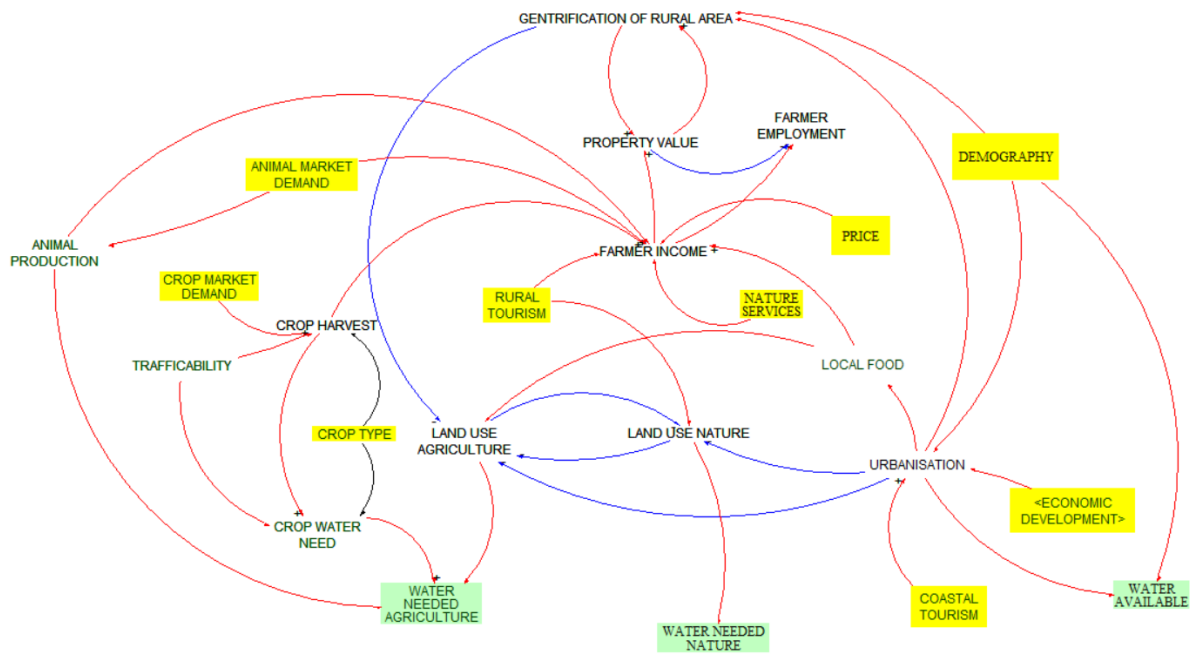 GENTRIFICATION OF RURAL AREA
FARMER
EMPLOYMENT
PROPERTY VALUE
DEMOGRAPHY
ANIMAL MARKET
DEMAND
PRICE
ANIMAL
PRODUCTION
FARMER INCOME
CROP MARKET
DEMAND
RURAL
TOURISM
NATURE
SERVICES
CROP HARVEST
TRAFFICABILITY
LOCAL FOOD
CROP TYPE
LAND USE
AGRICULTURE
LAND USE NATURE
URBANISATION
<ECONOMIC
DEVELOPMENT>
CROP WATER
NEED
WATER
NEEDED
AGRICULTURE
COASTAL
TOURISM
WATER
AVAILABLE
WATER NEEDED
NATURE